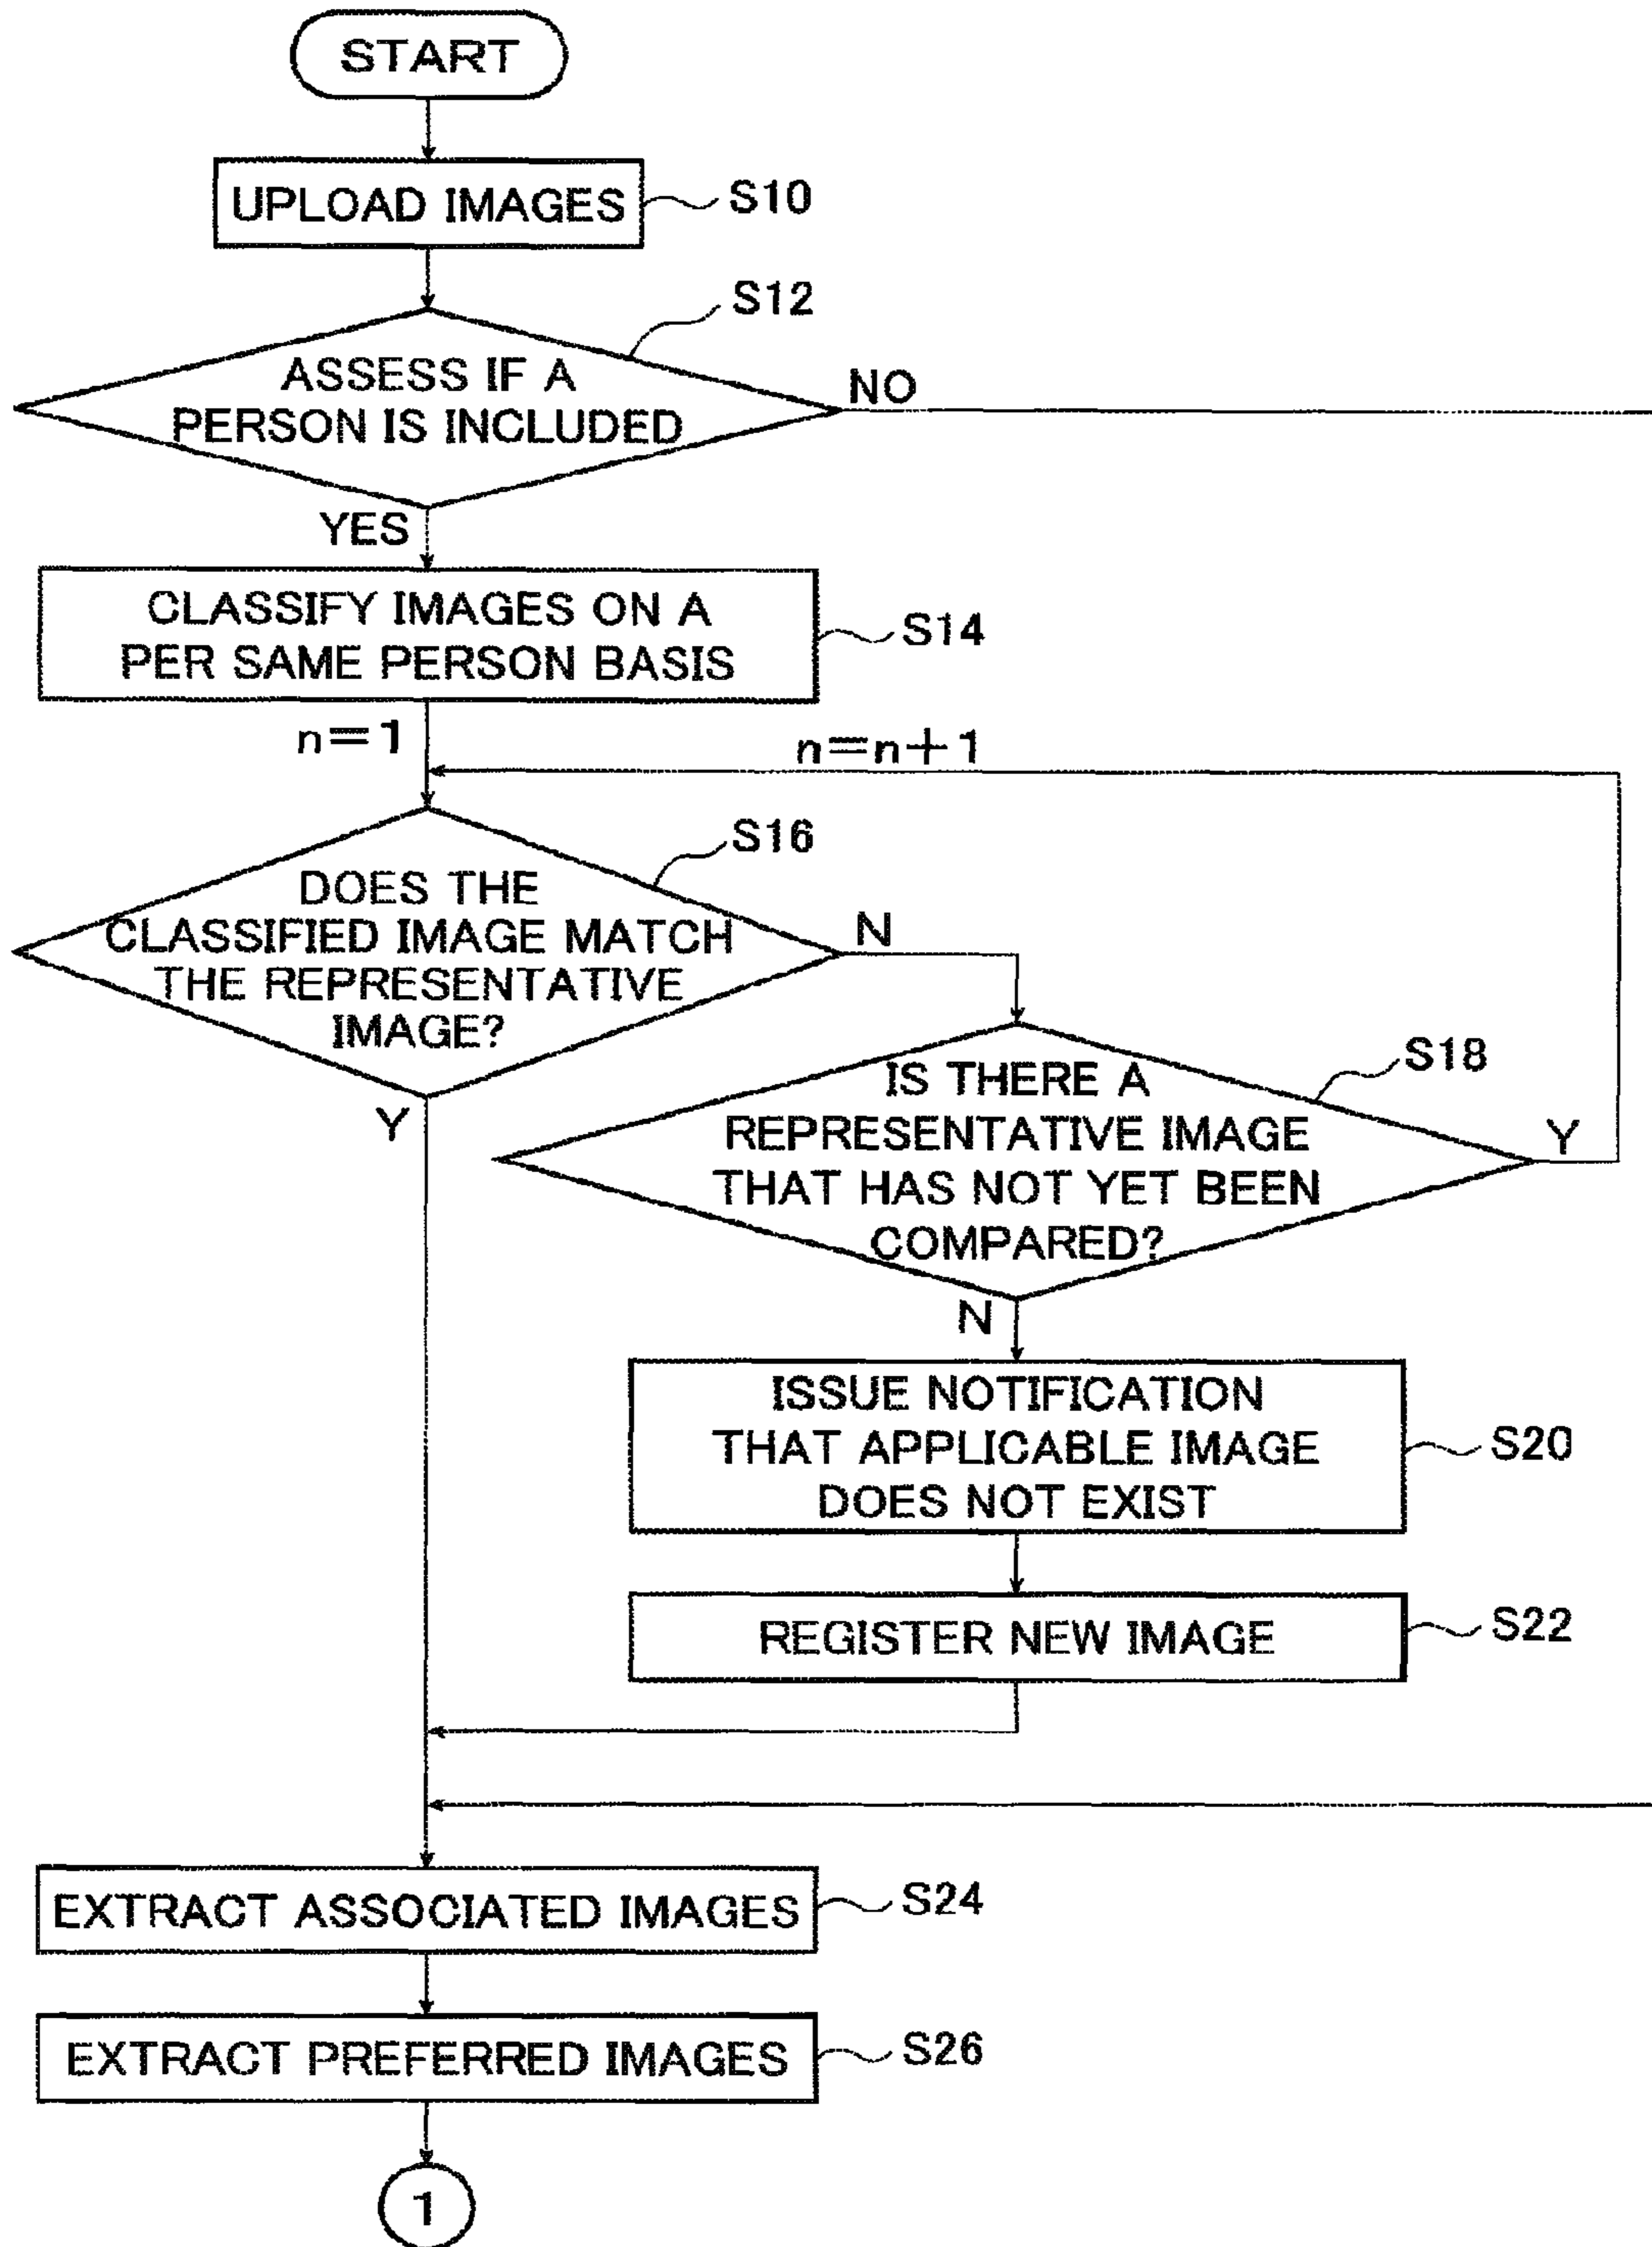 START
UPLOAD IMAGES
S10
S12
ASSESS IF A
PERSON IS INCLUDED
NO
YES
CLASSIFY IMAGES ON A
PER SAME PERSON BASIS
S14
n=1
n=n+1
S16
DOES THE
CLASSIFIED IMAGE MATCH
THE REPRESENTATIVE
IMAGE?
N
Y
S18
IS THERE A
REPRESENTATIVE IMAGE
THAT HAS NOT YET BEEN
COMPARED?
Y
N
ISSUE NOTIFICATION
THAT APPLICABLE IMAGE
DOES NOT EXIST
S20
REGISTER NEW IMAGE
S22
EXTRACT ASSOCIATED IMAGES
S24
EXTRACT PREFERRED IMAGES
S26
1